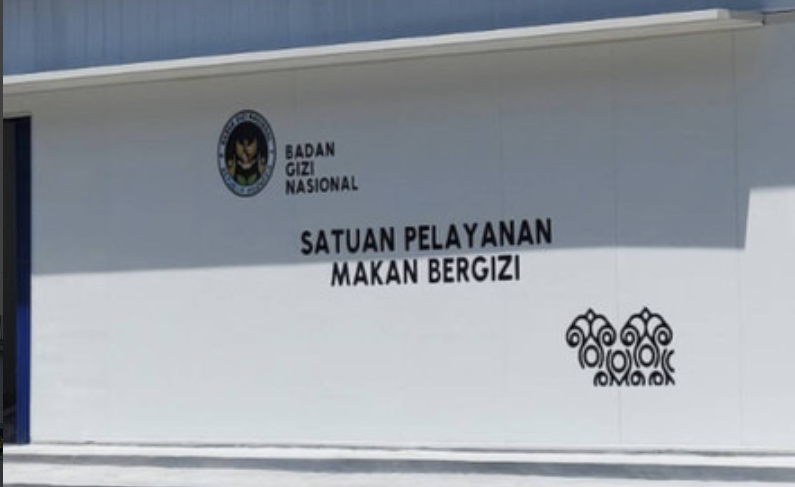 BADAN
GIZI
NASIONAL
SATUAN PELAYANAN
MAKAN BERGIZI